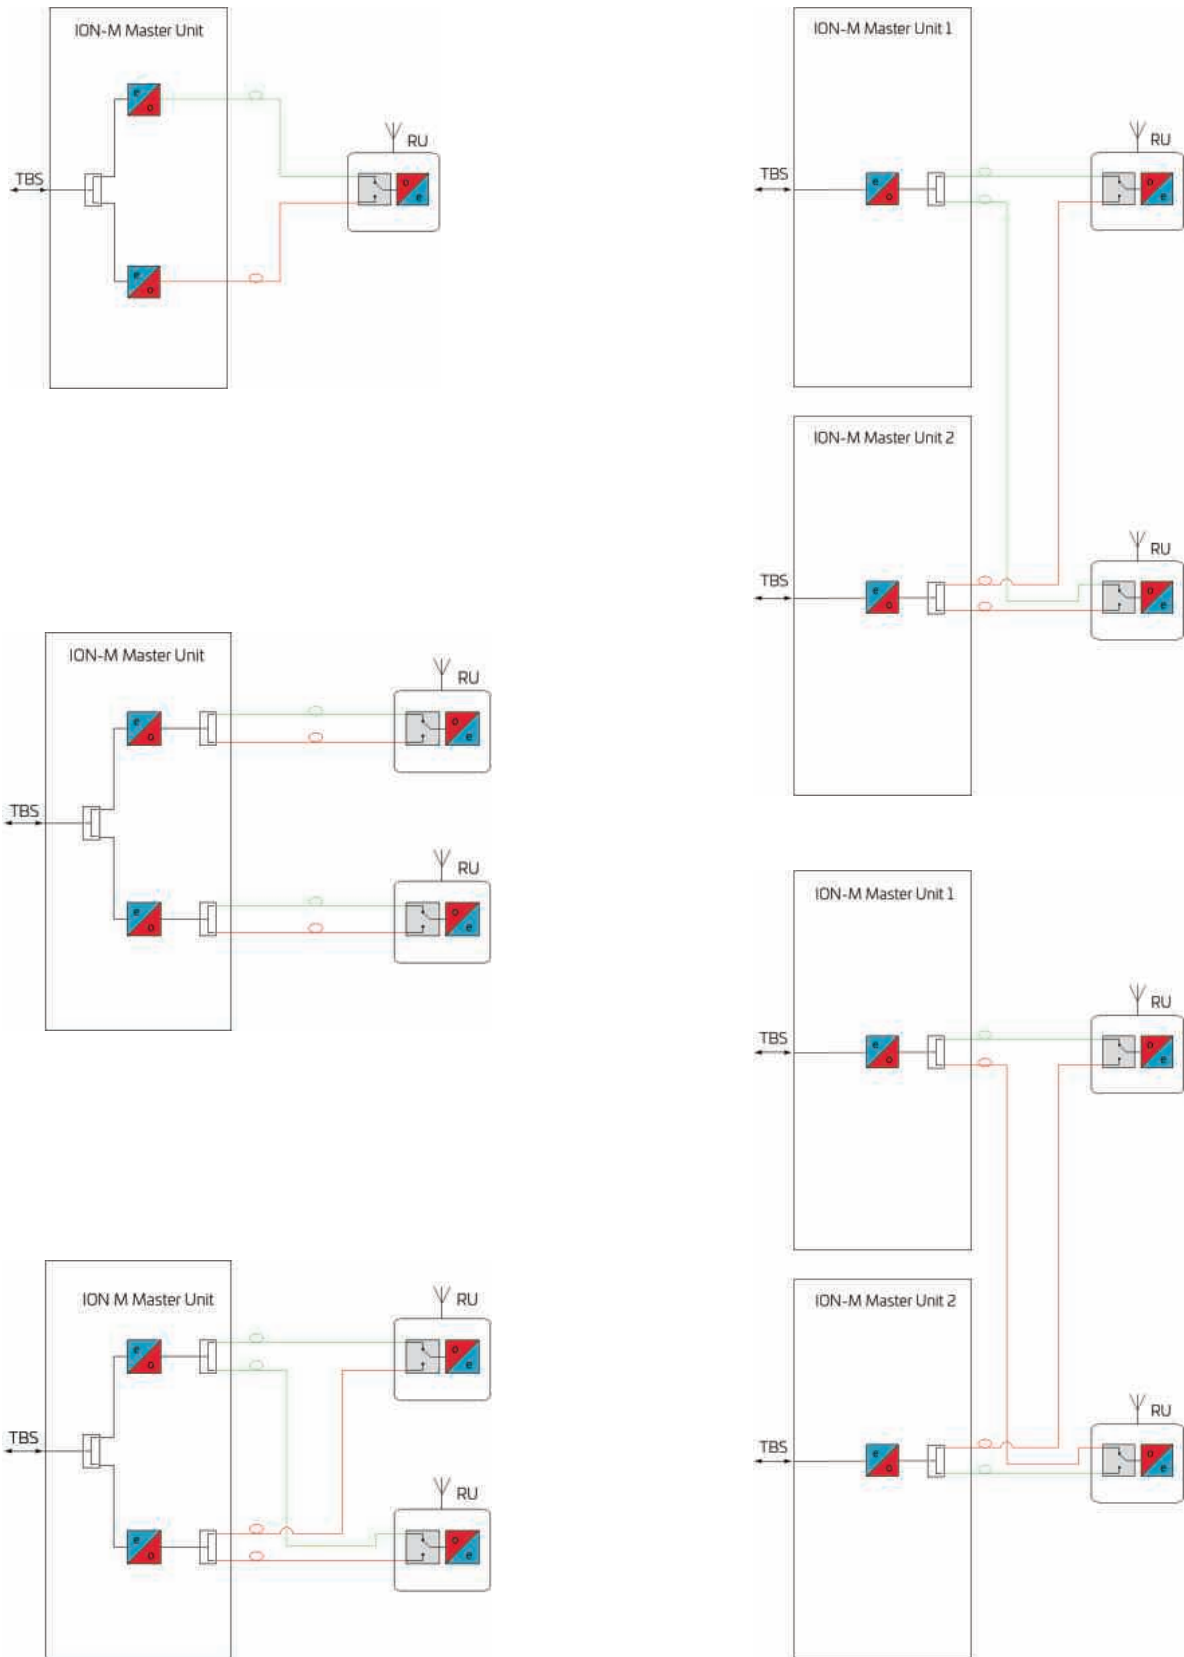 ION-M Master Unit
e
o
RU
TBS
o
e
e
o
ION-M Master Unit
RU
e
o
o
e
TBS
RU
e
o
o
e
ION M Master Unit
RU
e
o
o
e
TBS
RU
e
o
o
e
ION-M Master Unit 1
RU
TBS
e
o
o
e
ION-M Master Unit 2
RU
TBS
e
o
o
e
ION-M Master Unit 1
RU
TBS
e
o
o
e
ION-M Master Unit 2
RU
TBS
e
o
o
e